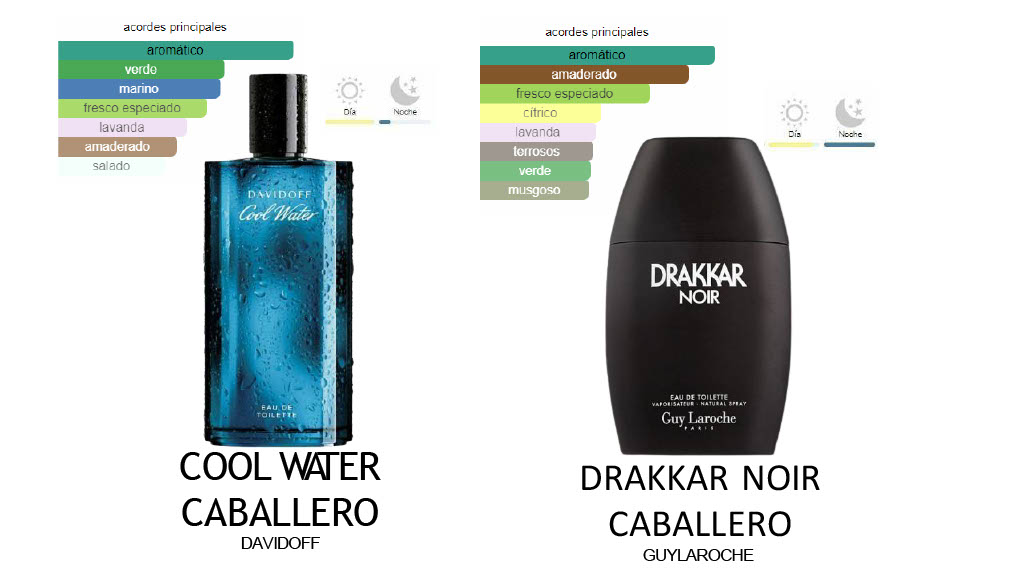 acordes principales
aromático
verde
marino
fresco especiado
lavanda
amaderado
salado
Día
Noche
DAVIDOFF
Cool Water
EAU DE
TOILETTE
COOL WATER
CABALLERO
DAVIDOFF
acordes principales
aromático
amaderado
fresco especiado
cítrico
lavanda
terrosos
verde
musgoso
Día
Noche
DRAKKAR
NOIR
EAU DE TOILETTE
VAPORISATEUR - NATURAL SPRAY
Guy Laroche
PARIS
DRAKKAR NOIR
CABALLERO
GUYLAROCHE